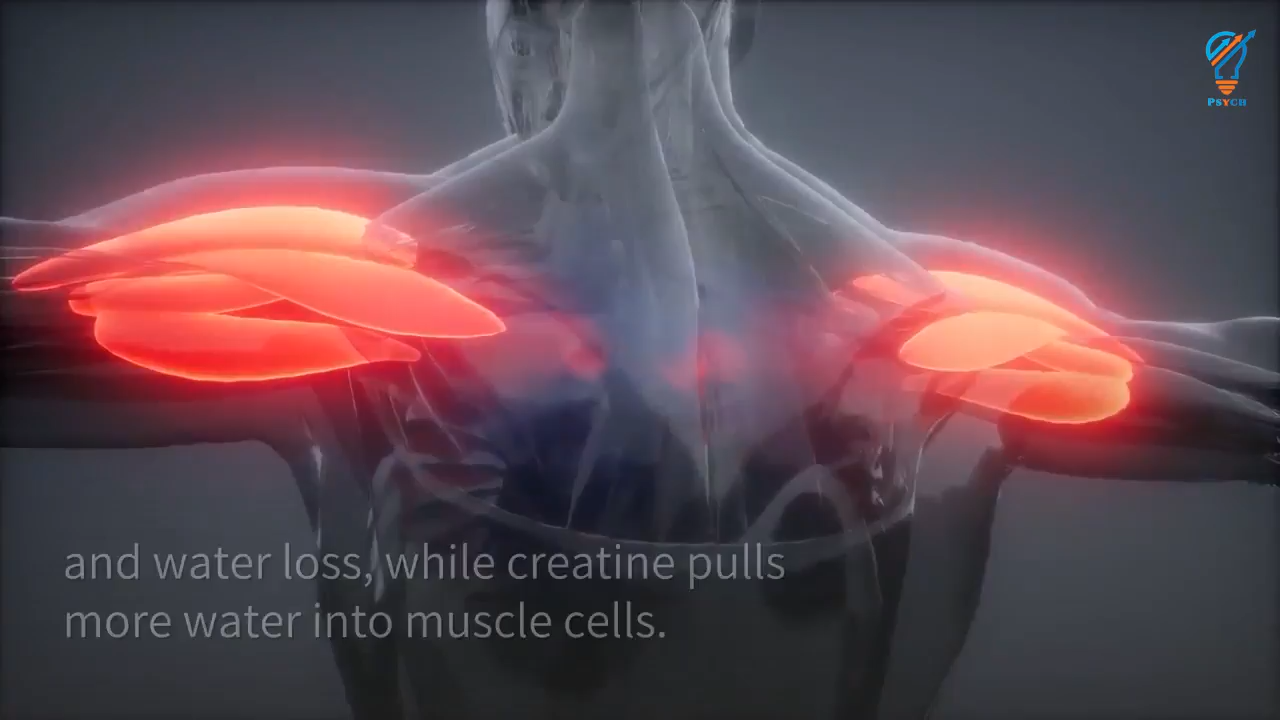 PSYCH
and water loss, while creatine pulls
more water into muscle cells.